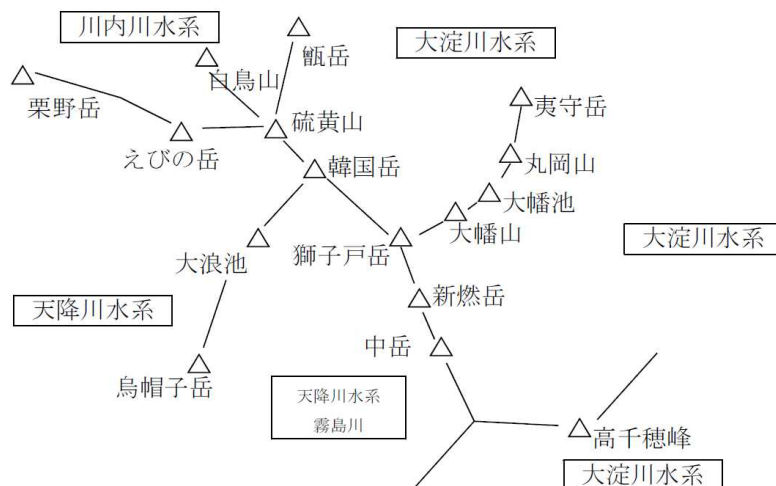 川内川水系
甑岳
大淀川水系
白鳥山
栗野岳
夷守岳
硫黄山
えびの岳
韓国岳
丸岡山
大幡池
大幡山
大淀川水系
大浪池
獅子戸岳
天降川水系
新燃岳
中岳
烏帽子岳
天降川水系
霧島川
高千穂峰
大淀川水系